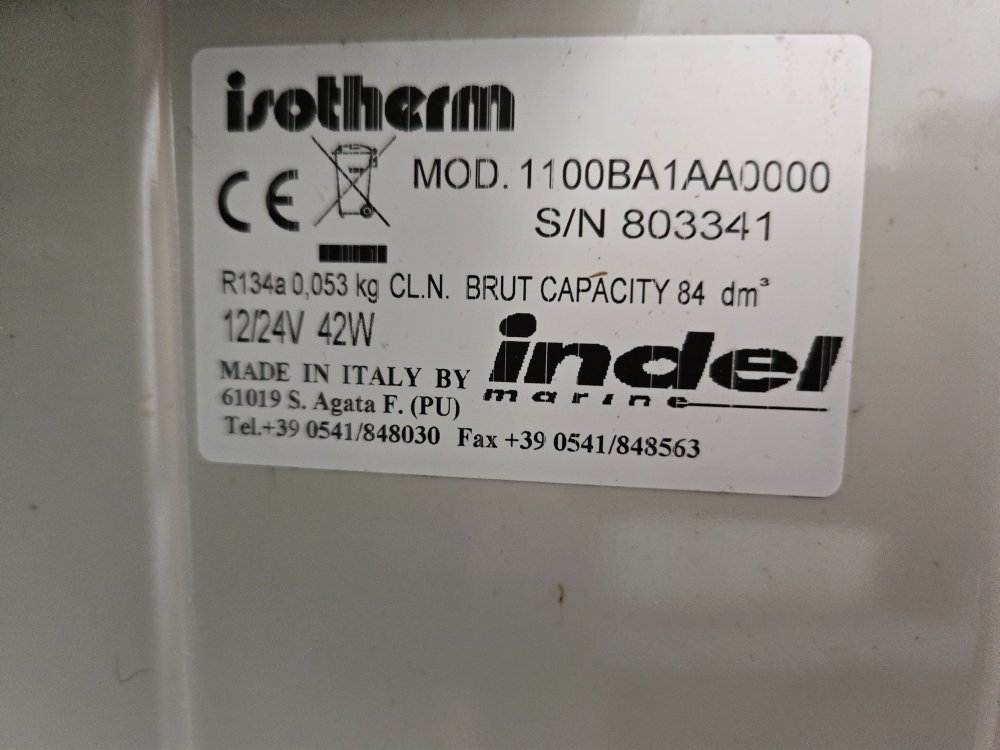 isotherm
CE MOD. 1100BA1AA0000
S/N 803341
R134a 0,053 kg CL.N. BRUT CAPACITY 84 dm³
12/24V 42W
indel
marine
MADE IN ITALY BY
61019 S. Agata F. (PU)
Tel.+39 0541/848030 Fax +39 0541/848563